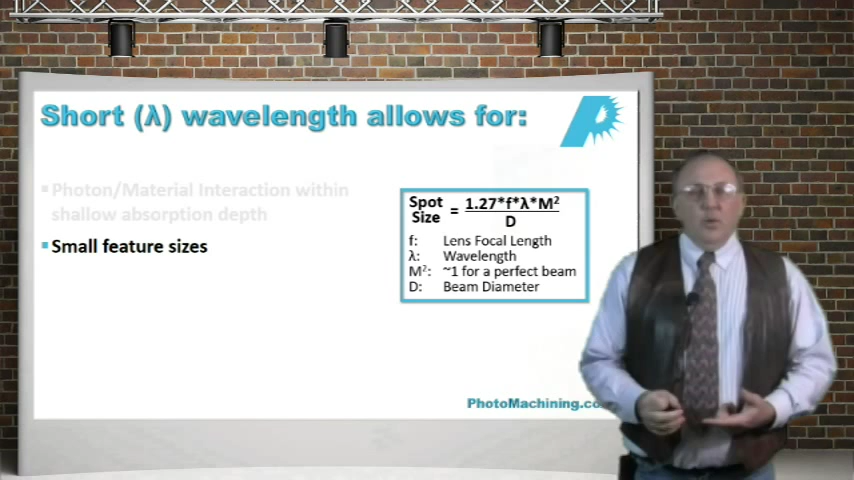 Short (λ) wavelength allows for:
Photon/Material Interaction within
shallow absorption depth
Small feature sizes
Spot Size = 1.27*f*λ*M²
D
f: Lens Focal Length
λ: Wavelength
M²: ~1 for a perfect beam
D: Beam Diameter
PhotoMachining.co